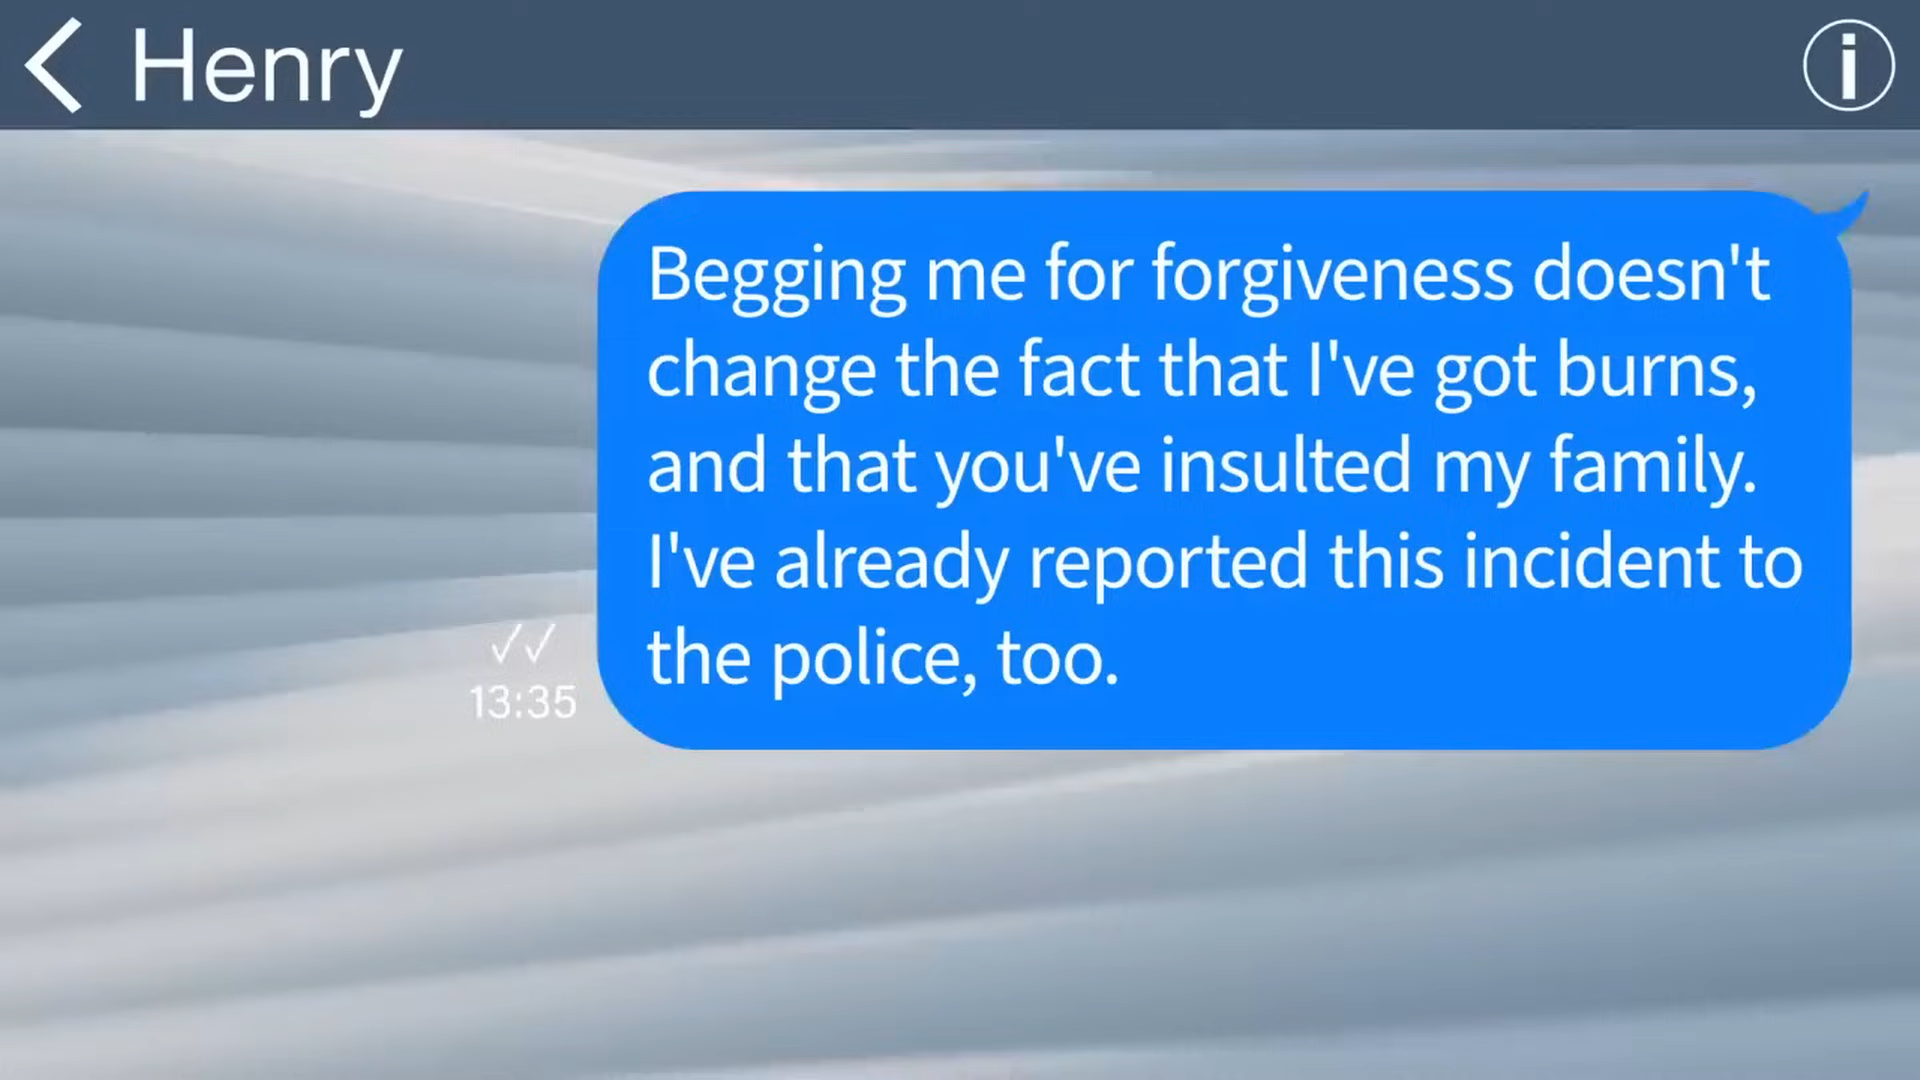 Henry
Begging me for forgiveness doesn't
change the fact that I've got burns,
and that you've insulted my family.
I've already reported this incident to
the police, too.
13:35